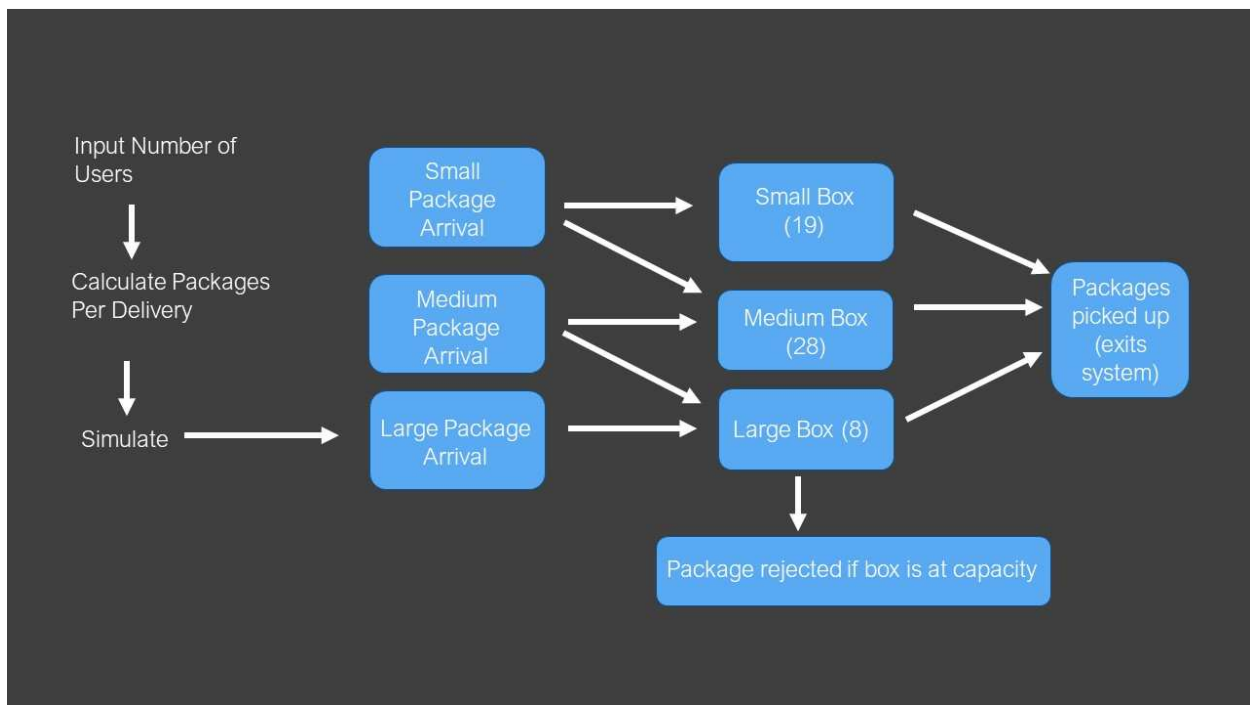 Input Number of
Users
Calculate Packages
Per Delivery
Simulate
Small
Package
Arrival
Medium
Package
Arrival
Large Package
Arrival
Small Box
(19)
Medium Box
(28)
Large Box (8)
Packages
picked up
(exits
system)
Package rejected if box is at capacity